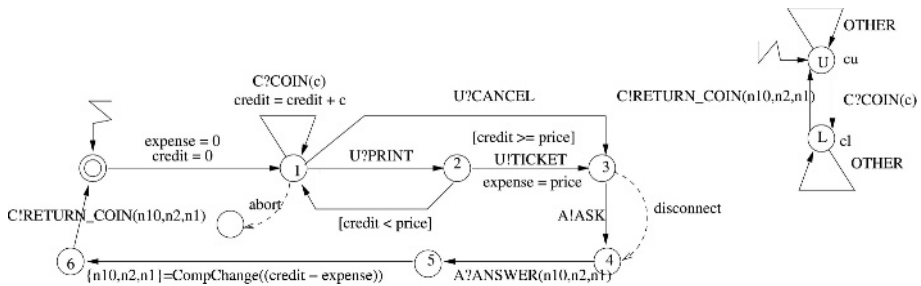 OTHER
U
cu
C!RETURN_COIN(n10,n2,n1)
C?COIN(c)
L
cl
OTHER
C?COIN(c)
credit = credit + c
U?CANCEL
expense = 0
credit = 0
[credit >= price]
U?PRINT
U!TICKET
1
2
3
expense = price
abort
[credit < price]
disconnect
C!RETURN_COIN(n10,n2,n1)
A!ASK
6
5
4
{n10,n2,n1}=CompChange((credit − expense))
A?ANSWER(n10,n2,n1)